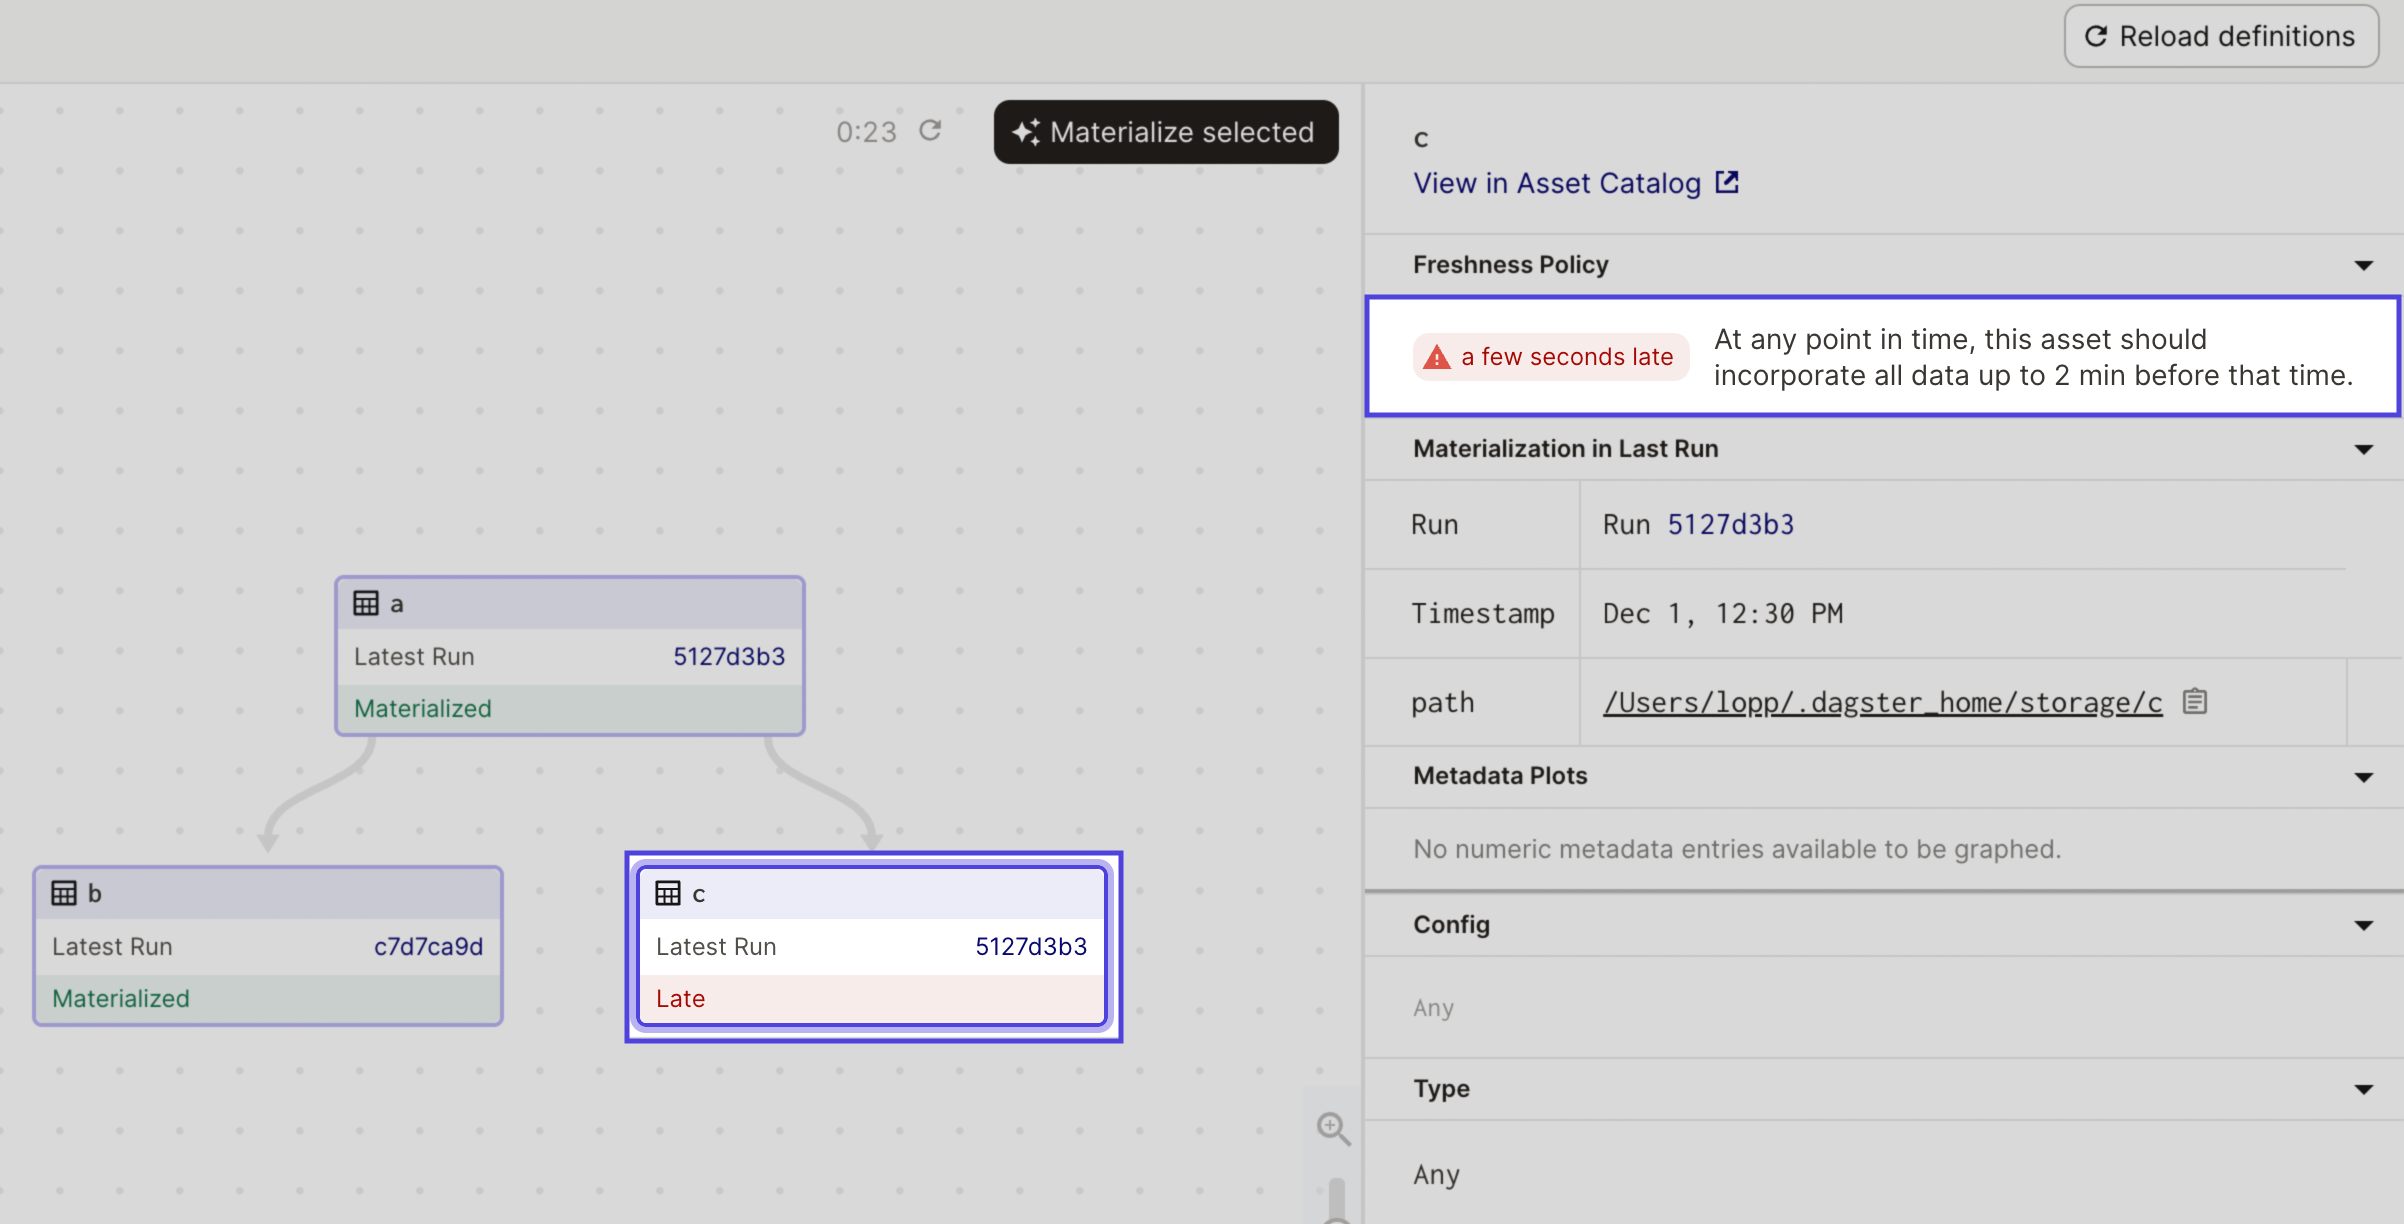 Reload definitions
0:23
Materialize selected
a
Latest Run 5127d3b3
Materialized
b
Latest Run c7d7ca9d
Materialized
c
Latest Run 5127d3b3
Late
c
View in Asset Catalog
Freshness Policy
a few seconds late
At any point in time, this asset should
incorporate all data up to 2 min before that time.
Materialization in Last Run
Run Run 5127d3b3
Timestamp Dec 1, 12:30 PM
path /Users/lopp/.dagster_home/storage/c
Metadata Plots
No numeric metadata entries available to be graphed.
Config
Any
Type
Any